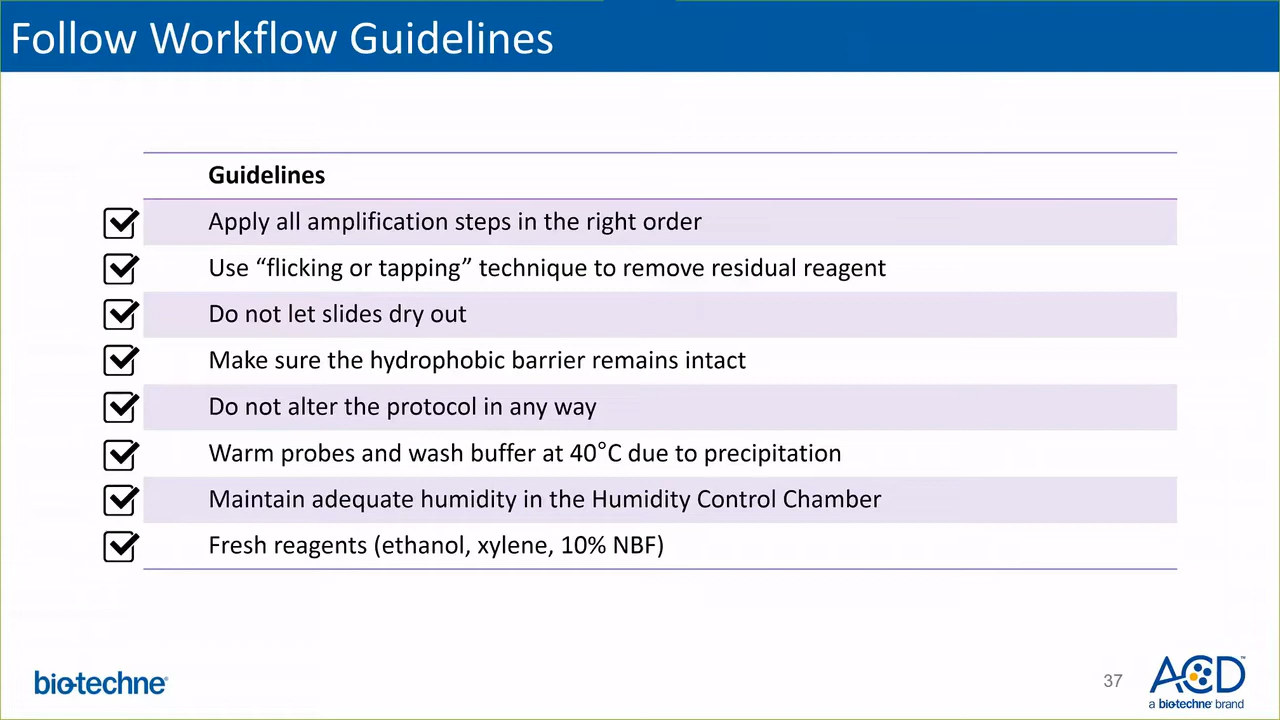 Follow Workflow Guidelines
Guidelines
Apply all amplification steps in the right order
Use “flicking or tapping” technique to remove residual reagent
Do not let slides dry out
Make sure the hydrophobic barrier remains intact
Do not alter the protocol in any way
Warm probes and wash buffer at 40°C due to precipitation
Maintain adequate humidity in the Humidity Control Chamber
Fresh reagents (ethanol, xylene, 10% NBF)
bio-techne®
37
ACD™
a bio-techne brand